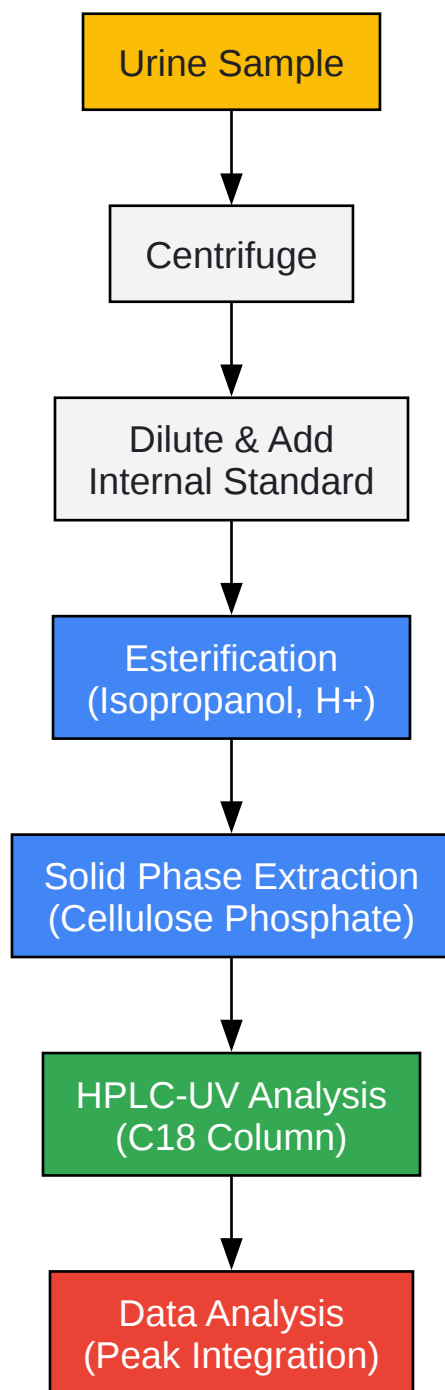 Urine Sample
Centrifuge
Dilute & Add
Internal Standard
Esterification
(Isopropanol, H+)
Solid Phase Extraction
(Cellulose Phosphate)
HPLC-UV Analysis
(C18 Column)
Data Analysis
(Peak Integration)